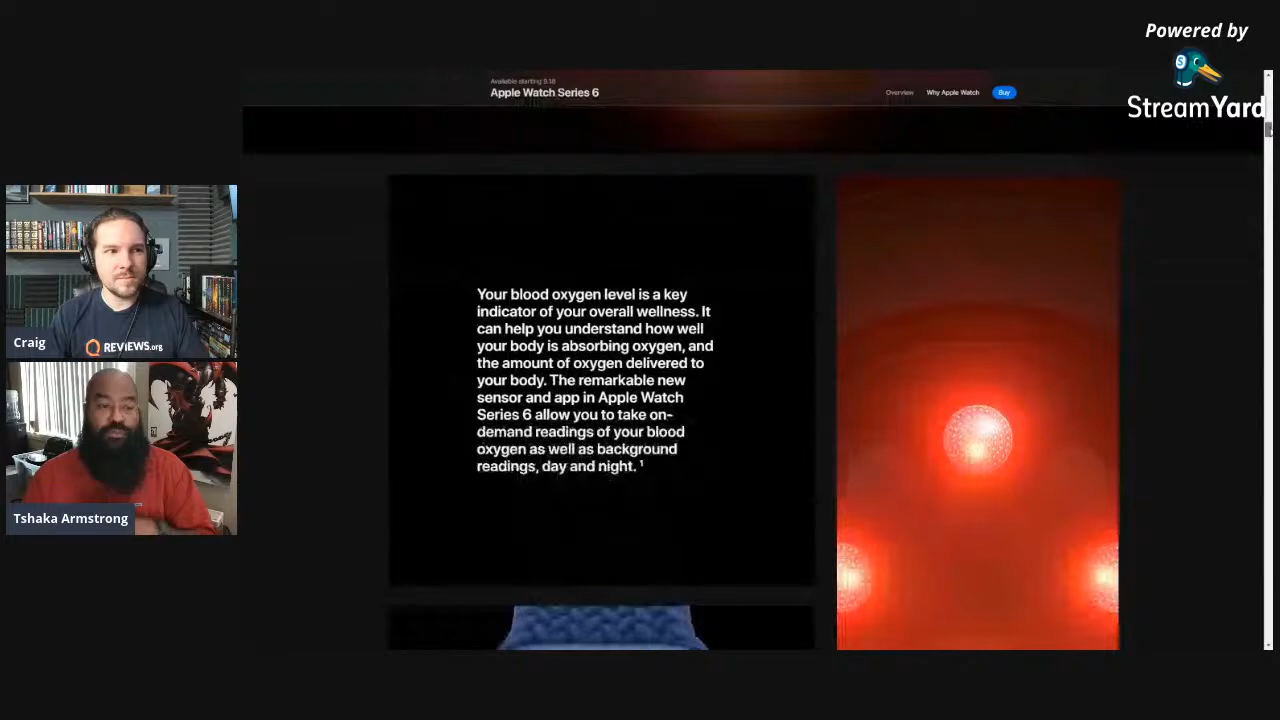 Powered by
StreamYard
Available starting 9.18
Apple Watch Series 6
Overview
Why Apple Watch
Buy
Your blood oxygen level is a key
indicator of your overall wellness. It
can help you understand how well
your body is absorbing oxygen, and
the amount of oxygen delivered to
your body. The remarkable new
sensor and app in Apple Watch
Series 6 allow you to take on-
demand readings of your blood
oxygen as well as background
readings, day and night. 1
REVIEWS.org
Craig
Tshaka Armstrong